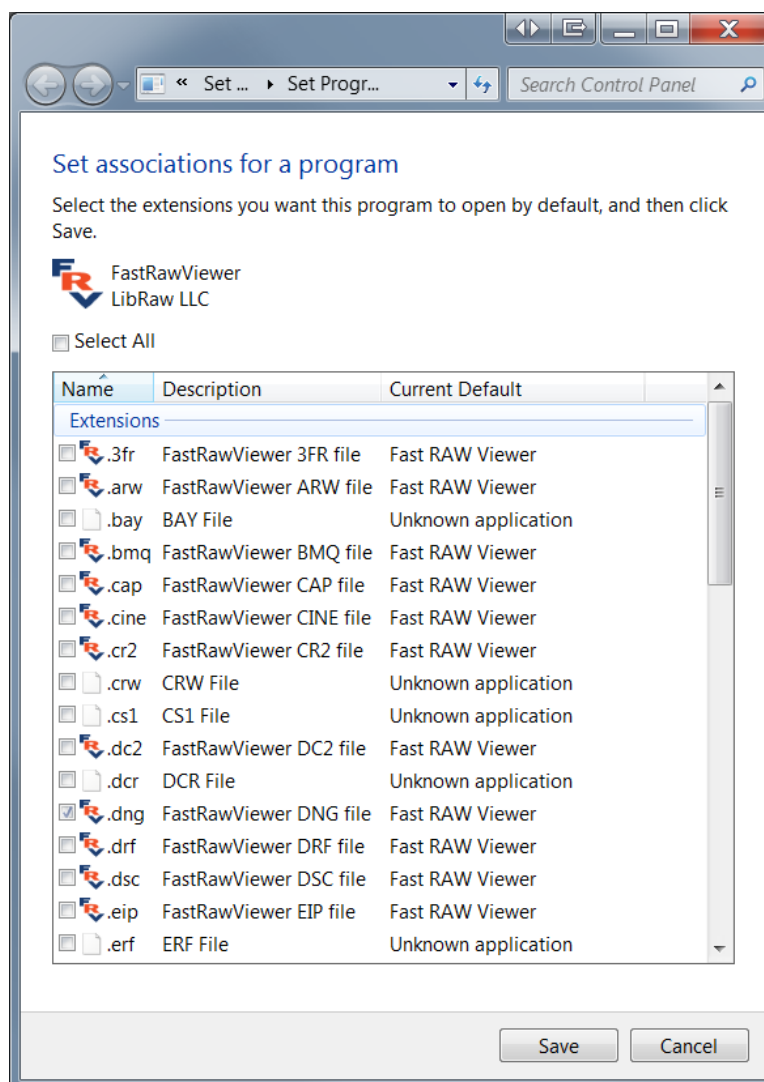 « Set ... Set Progr... Search Control Panel
Set associations for a program
Select the extensions you want this program to open by default, and then click
Save.
FRV FastRawViewer
LibRaw LLC
Select All
Name Description Current Default
Extensions
.3fr FastRawViewer 3FR file Fast RAW Viewer
.arw FastRawViewer ARW file Fast RAW Viewer
.bay BAY File Unknown application
.bmq FastRawViewer BMQ file Fast RAW Viewer
.cap FastRawViewer CAP file Fast RAW Viewer
.cine FastRawViewer CINE file Fast RAW Viewer
.cr2 FastRawViewer CR2 file Fast RAW Viewer
.crw CRW File Unknown application
.cs1 CS1 File Unknown application
.dc2 FastRawViewer DC2 file Fast RAW Viewer
.dcr DCR File Unknown application
.dng FastRawViewer DNG file Fast RAW Viewer
.drf FastRawViewer DRF file Fast RAW Viewer
.dsc FastRawViewer DSC file Fast RAW Viewer
.eip FastRawViewer EIP file Fast RAW Viewer
.erf ERF File Unknown application
Save Cancel